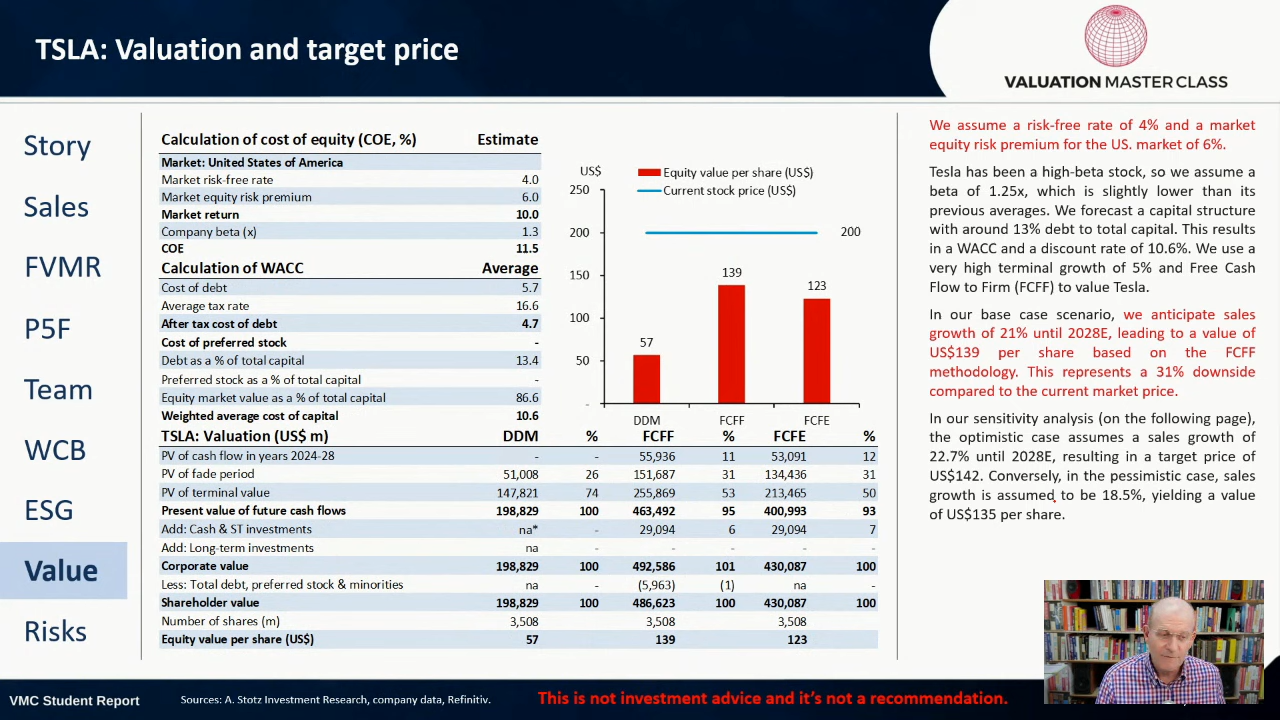 TSLA: Valuation and target price
VALUATION MASTER CLASS
Story
Sales
FVMR
P5F
Team
WCB
ESG
Value
Risks
Calculation of cost of equity (COE, %) Estimate
Market: United States of America
Market risk-free rate 4.0
Market equity risk premium 6.0
Market return 10.0
Company beta (x) 1.3
COE 11.5
Calculation of WACC Average
Cost of debt 5.7
Average tax rate 16.6
After tax cost of debt 4.7
Cost of preferred stock -
Debt as a % of total capital 13.4
Preferred stock as a % of total capital -
Equity market value as a % of total capital 86.6
Weighted average cost of capital 10.6
US$
Equity value per share (US$)
Current stock price (US$)
250
200
150
100
50
-
200
57
139
123
DDM FCFF FCFE
TSLA: Valuation (US$ m) DDM % FCFF % FCFE %
PV of cash flow in years 2024-28 - - 55,936 11 53,091 12
PV of fade period 51,008 26 151,687 31 134,436 31
PV of terminal value 147,821 74 255,869 53 213,465 50
Present value of future cash flows 198,829 100 463,492 95 400,993 93
Add: Cash & ST investments na* - 29,094 6 29,094 7
Add: Long-term investments na - - - - -
Corporate value 198,829 100 492,586 101 430,087 100
Less: Total debt, preferred stock & minorities na - (5,963) (1) na -
Shareholder value 198,829 100 486,623 100 430,087 100
Number of shares (m) 3,508 3,508 3,508
Equity value per share (US$) 57 139 123
We assume a risk-free rate of 4% and a market
equity risk premium for the US. market of 6%.
Tesla has been a high-beta stock, so we assume a
beta of 1.25x, which is slightly lower than its
previous averages. We forecast a capital structure
with around 13% debt to total capital. This results
in a WACC and a discount rate of 10.6%. We use a
very high terminal growth of 5% and Free Cash
Flow to Firm (FCFF) to value Tesla.
In our base case scenario, we anticipate sales
growth of 21% until 2028E, leading to a value of
US$139 per share based on the FCFF
methodology. This represents a 31% downside
compared to the current market price.
In our sensitivity analysis (on the following page),
the optimistic case assumes a sales growth of
22.7% until 2028E, resulting in a target price of
US$142. Conversely, in the pessimistic case, sales
growth is assumed to be 18.5%, yielding a value
of US$135 per share.
VMC Student Report
Sources: A. Stotz Investment Research, company data, Refinitiv.
This is not investment advice and it's not a recommendation.